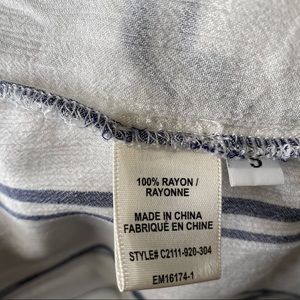 100% RAYON /
RAYONNE
MADE IN CHINA
FABRIQUÉ EN CHINE
STYLE# C2111-920-304
EM16174-1
S